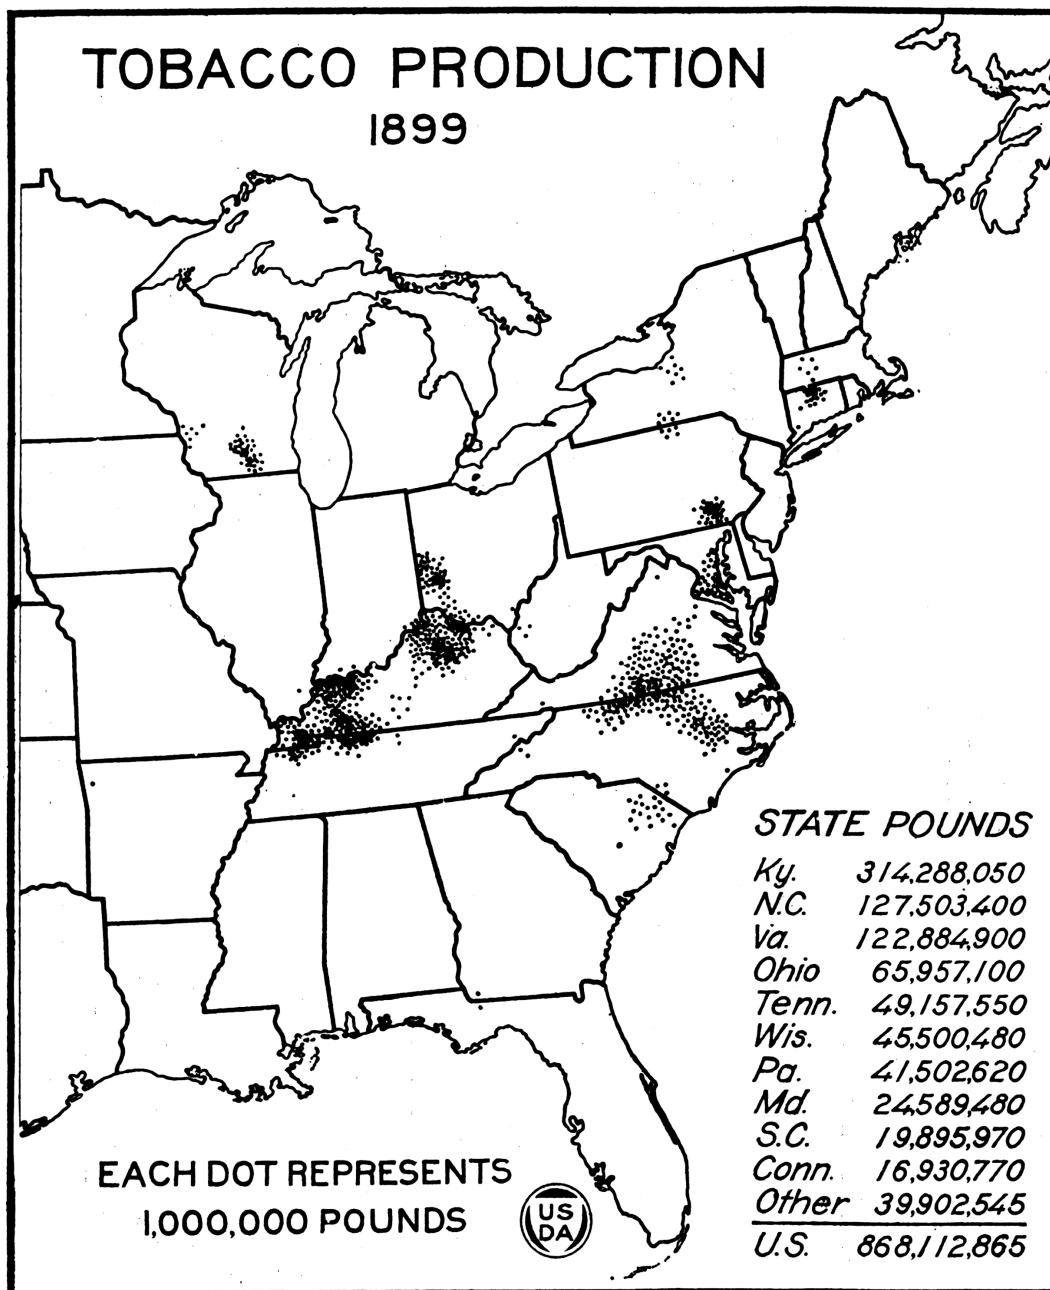 TOBACCO PRODUCTION
1899
STATE POUNDS
Ky. 314,288,050
N.C. 127,503,400
Va. 122,884,900
Ohio 65,957,100
Tenn. 49,157,550
Wis. 45,500,480
Pa. 41,502,620
Md. 24,589,480
S.C. 19,895,970
Conn. 16,930,770
Other 39,902,545
U.S. 868,112,865
EACH DOT REPRESENTS
1,000,000 POUNDS
US
DA